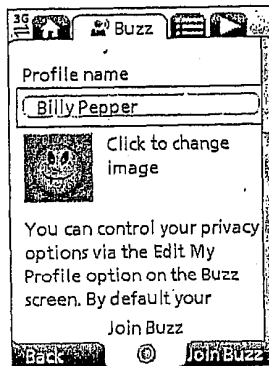 3G
Buzz
Profile name
Billy Pepper
Click to change
image
You can control your privacy
options via the Edit My
Profile option on the Buzz
screen. By default your
Join Buzz
Back Join Buzz